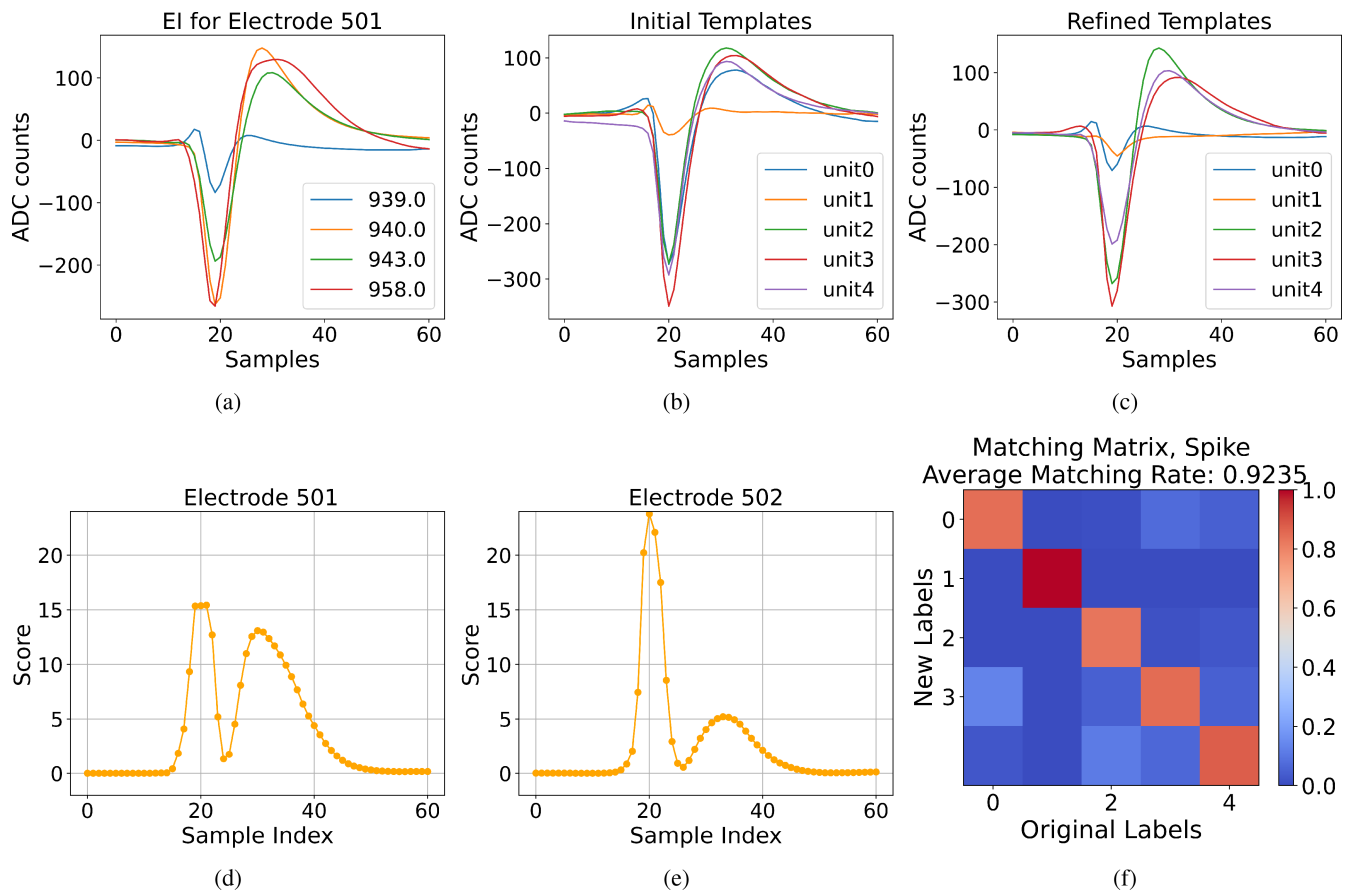 EI for Electrode 501
ADC counts
100
0
−100
−200
939.0
940.0
943.0
958.0
0 20 40 60
Samples
(a)
Initial Templates
ADC counts
100
0
−100
−200
−300
unit0
unit1
unit2
unit3
unit4
0 20 40 60
Samples
(b)
Refined Templates
ADC counts
100
0
−100
−200
−300
unit0
unit1
unit2
unit3
unit4
0 20 40 60
Samples
(c)
Electrode 501
Score
20
15
10
5
0
0 20 40 60
Sample Index
(d)
Electrode 502
Score
20
15
10
5
0
0 20 40 60
Sample Index
(e)
Matching Matrix, Spike
Average Matching Rate: 0.9235
New Labels
0
1
2
3
0 2 4
Original Labels
1.0
0.8
0.6
0.4
0.2
0.0
(f)